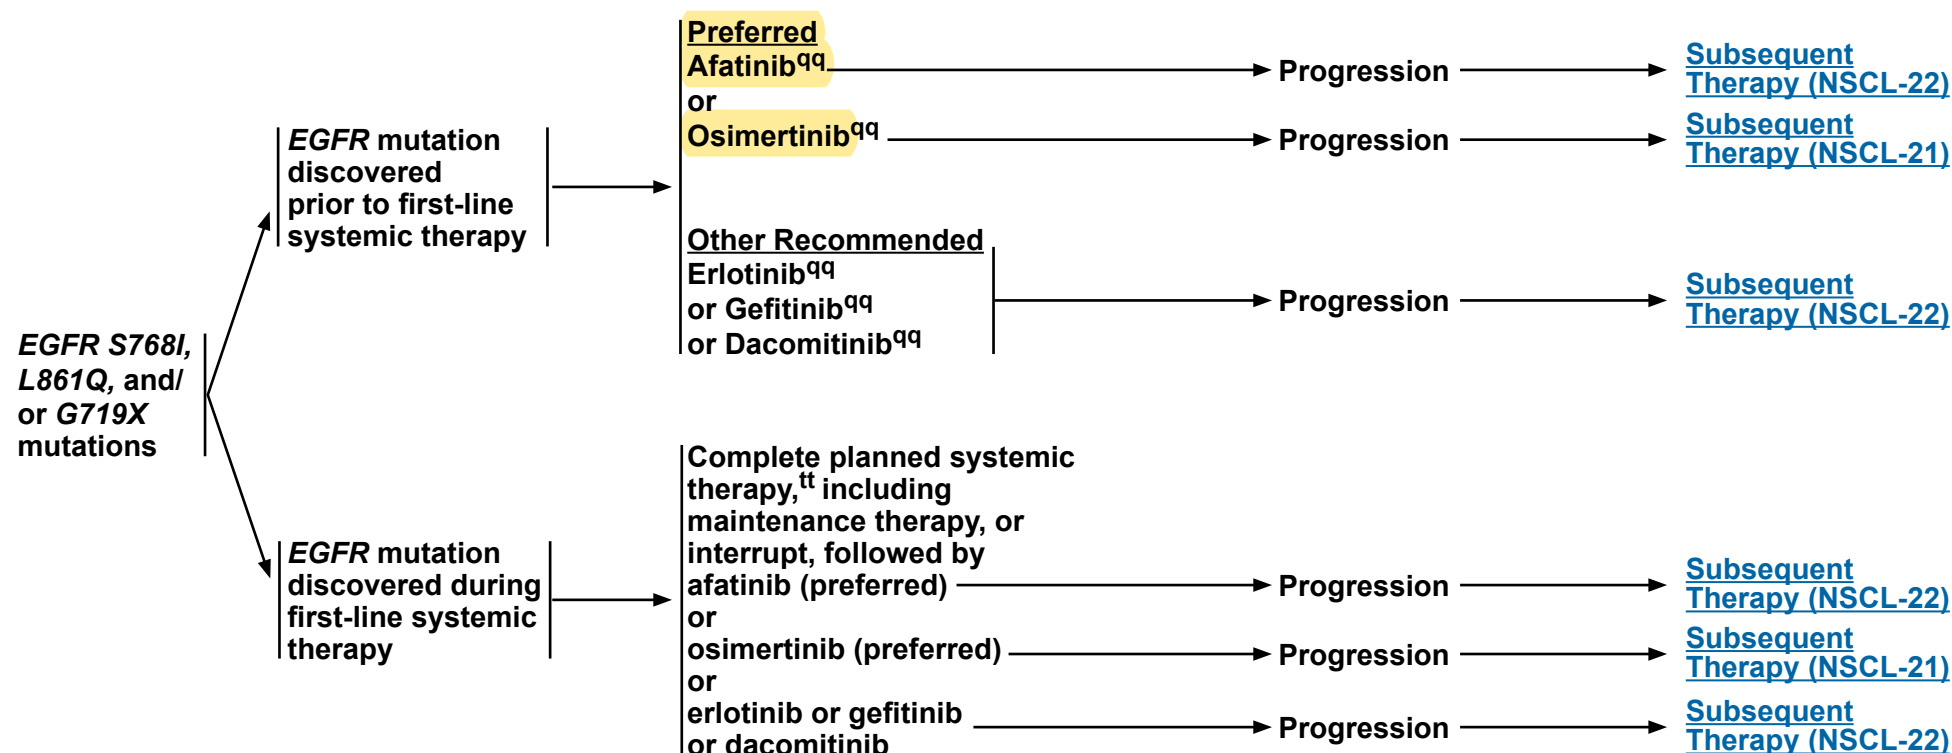 EGFR S768I,
L861Q, and/
or G719X
mutations
EGFR mutation
discovered
prior to first-line
systemic therapy
Preferred
Afatinibqq
or
Osimertinibqq
Progression
Subsequent
Therapy (NSCL-22)
Progression
Subsequent
Therapy (NSCL-21)
Other Recommended
Erlotinibqq
or Gefitinibqq
or Dacomitinibqq
Progression
Subsequent
Therapy (NSCL-22)
EGFR mutation
discovered during
first-line systemic
therapy
Complete planned systemic
therapy,tt including
maintenance therapy, or
interrupt, followed by
afatinib (preferred)
or
osimertinib (preferred)
or
erlotinib or gefitinib
or dacomitinib
Progression
Subsequent
Therapy (NSCL-22)
Progression
Subsequent
Therapy (NSCL-21)
Progression
Subsequent
Therapy (NSCL-22)